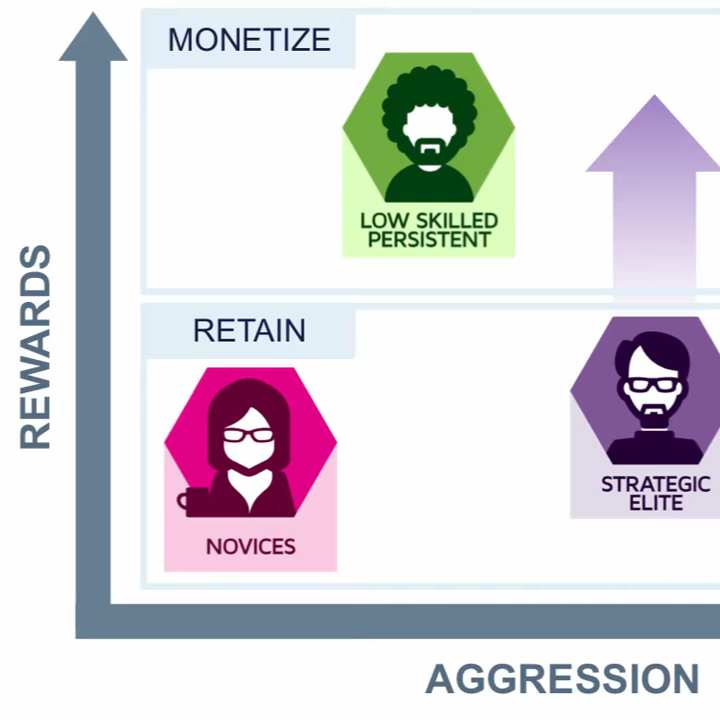 MONETIZE
LOW SKILLED
PERSISTENT
REWARDS
RETAIN
NOVICES
STRATEGIC
ELITE
AGGRESSION